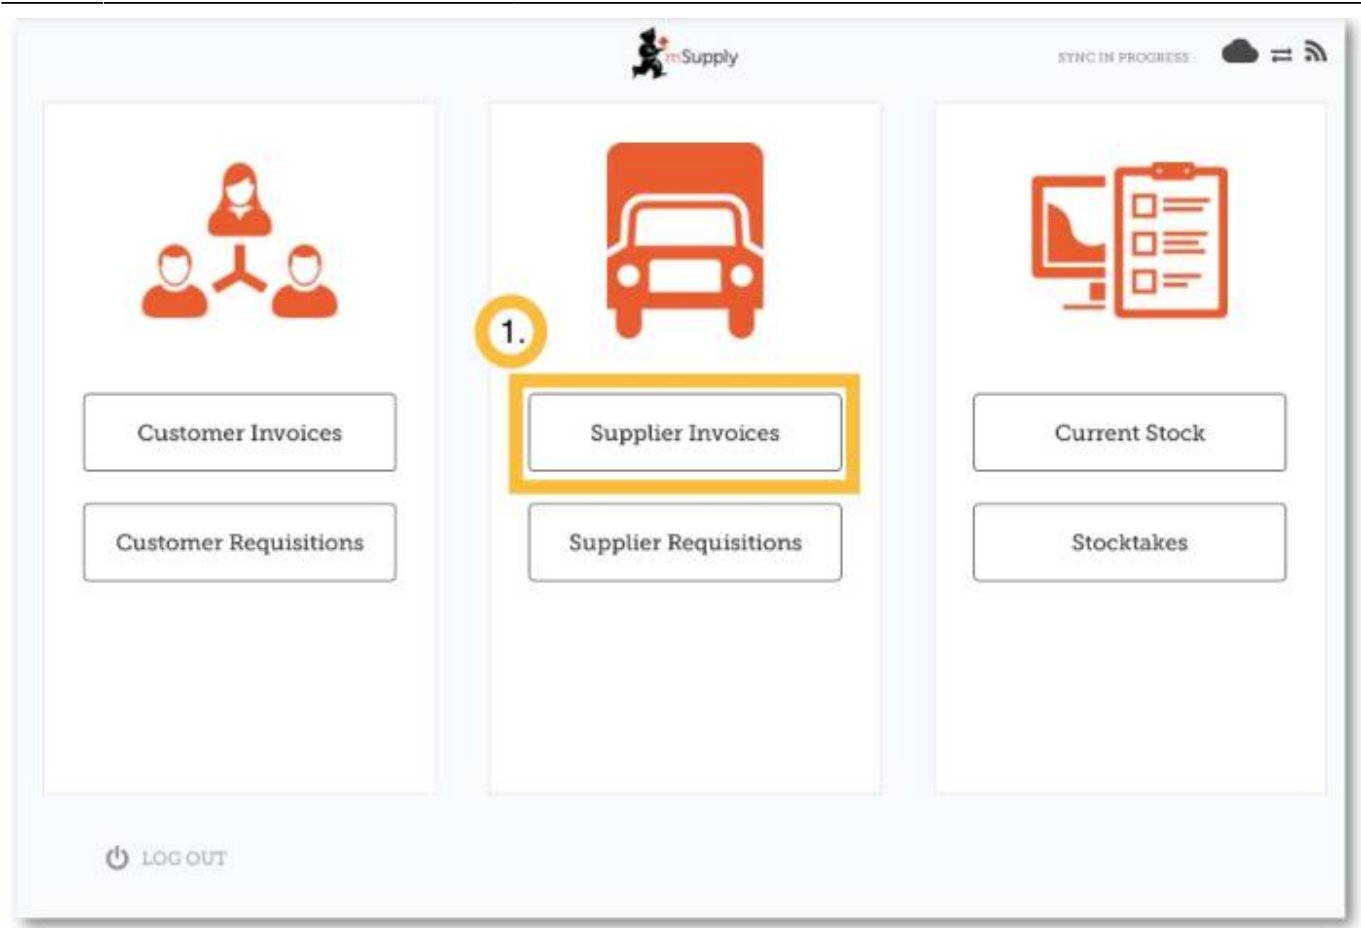 mSupply
SYNC IN PROGRESS
1.
Customer Invoices
Supplier Invoices
Current Stock
Customer Requisitions
Supplier Requisitions
Stocktakes
LOG OUT